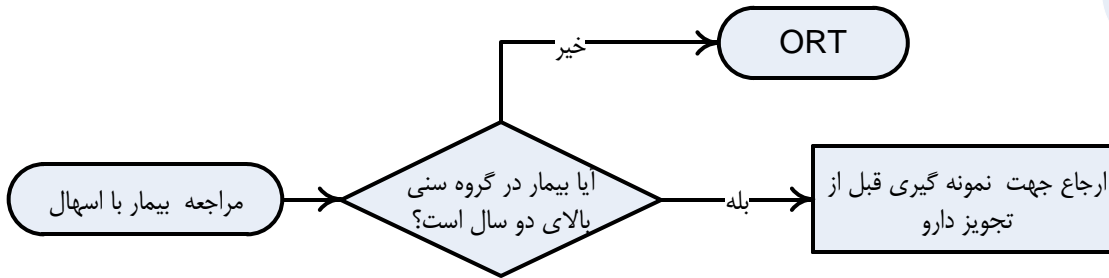 ORT
خیر
مراجعه بیمار با اسهال
آیا بیمار در گروه سنی
بالای دو سال است؟
بله
ارجاع جهت نمونه گیری قبل از
تجویز دارو